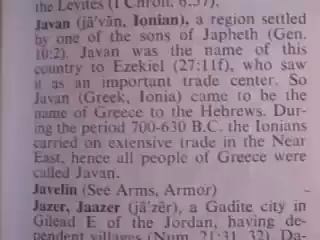 the Levites (I Chron. 6:57).
Javan (jā'văn, Ionian), a region settled
by one of the sons of Japheth (Gen.
10:2). Javan was the name of this
country to Ezekiel (27:11f), who saw
it as an important trade center. So
Javan (Greek, Ionia) came to be the
name of Greece to the Hebrews. Dur-
ing the period 700-630 B.C. the Ionians
carried on extensive trade in the Near
East, hence all people of Greece were
called Javan.
Javelin (See Arms, Armor)
Jazer, Jaazer (jā'zēr), a Gadite city in
Gilead E of the Jordan, having de-
pendent villages (Num. 21:31, 32). Da-